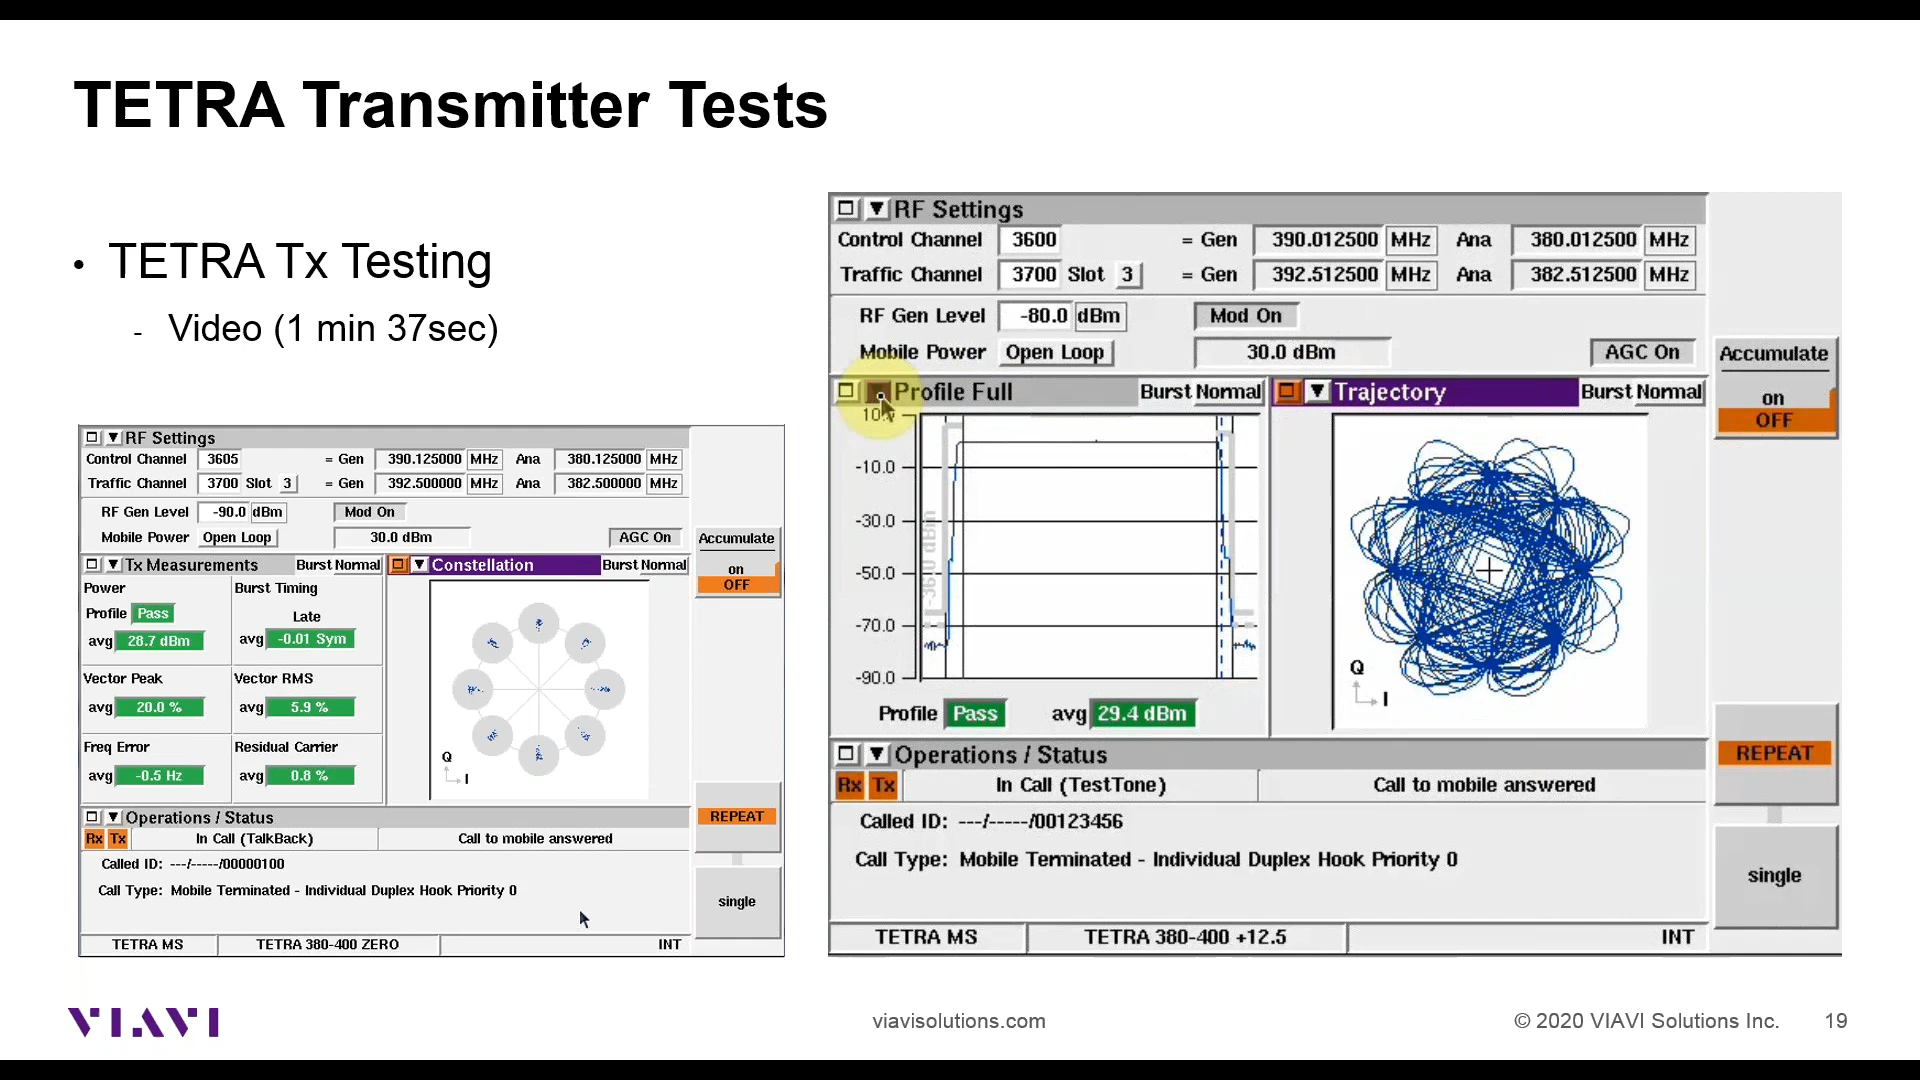 TETRA Transmitter Tests
• TETRA Tx Testing
- Video (1 min 37sec)
RF Settings
Control Channel 3605 = Gen 390.125000 MHz Ana 380.125000 MHz
Traffic Channel 3700 Slot 3 = Gen 392.500000 MHz Ana 382.500000 MHz
RF Gen Level -90.0 dBm Mod On
Mobile Power Open Loop 30.0 dBm AGC On
Accumulate
on
OFF
Tx Measurements Burst Normal
Power
Profile Pass
avg 28.7 dBm
Burst Timing
Late
avg -0.01 Sym
Vector Peak
avg 20.0 %
Vector RMS
avg 5.9 %
Freq Error
avg -0.5 Hz
Residual Carrier
avg 0.8 %
Constellation Burst Normal
Q
I
Operations / Status
Rx Tx In Call (TalkBack) Call to mobile answered
Called ID: ---/-----/00000100
Call Type: Mobile Terminated - Individual Duplex Hook Priority 0
REPEAT
single
TETRA MS TETRA 380-400 ZERO INT
RF Settings
Control Channel 3600 = Gen 390.012500 MHz Ana 380.012500 MHz
Traffic Channel 3700 Slot 3 = Gen 392.512500 MHz Ana 382.512500 MHz
RF Gen Level -80.0 dBm Mod On
Mobile Power Open Loop 30.0 dBm AGC On
Accumulate
on
OFF
Profile Full Burst Normal
-10.0
-30.0
-50.0
-70.0
-90.0
-36.0 dBm
Profile Pass avg 29.4 dBm
Trajectory Burst Normal
Q
I
Operations / Status
Rx Tx In Call (TestTone) Call to mobile answered
Called ID: ---/-----/00123456
Call Type: Mobile Terminated - Individual Duplex Hook Priority 0
REPEAT
single
TETRA MS TETRA 380-400 +12.5 INT
VIAVI
viavisolutions.com
© 2020 VIAVI Solutions Inc. 19